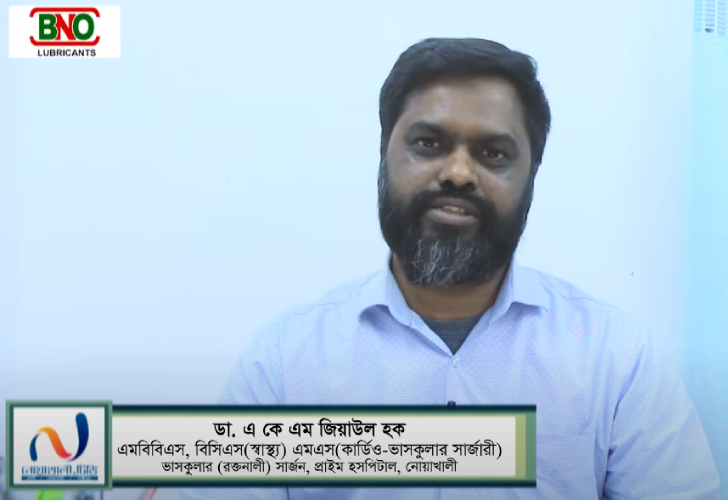 BNO
LUBRICANTS
ডা. এ কে এম জিয়াউল হক
এমবিবিএস, বিসিএস(স্বাস্থ্য) এমএস(কার্ডিও-ভাসকুলার সার্জারী)
ভাসকুলার (রক্তনালী) সার্জন, প্রাইম হসপিটাল, নোয়াখালী
নোয়াখালী.টিভি